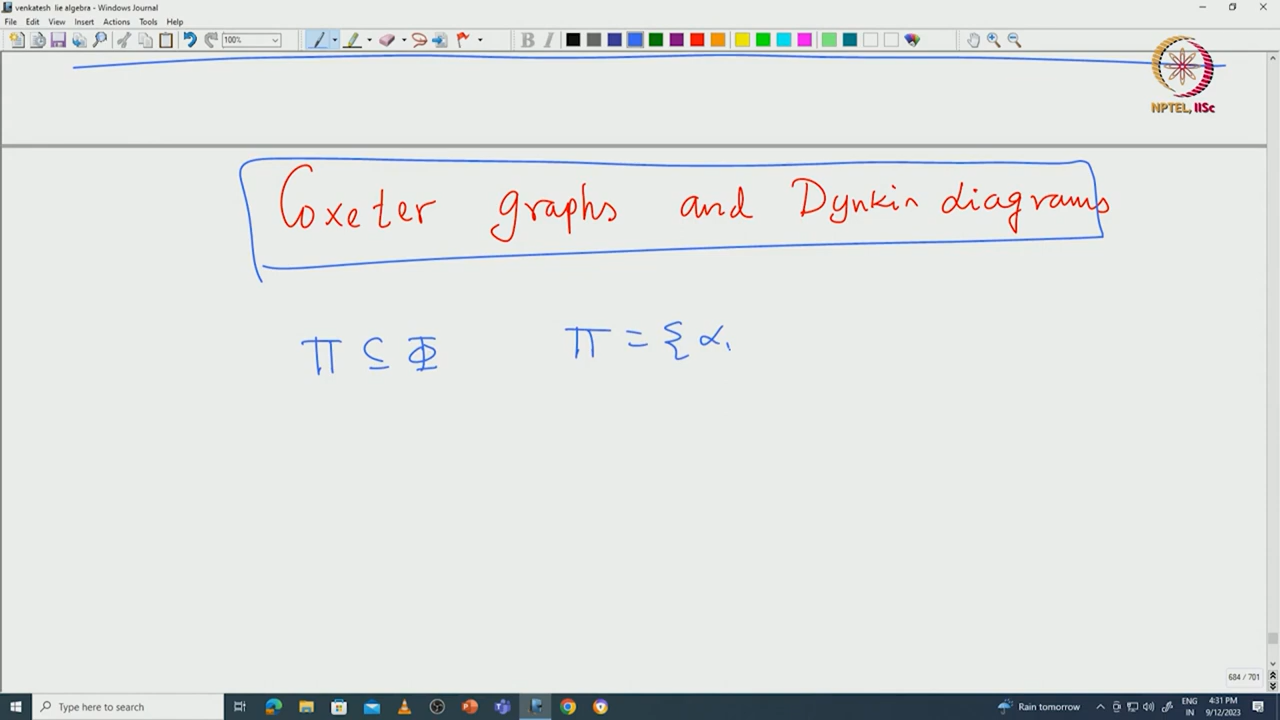 venkatesh lie algebra - Windows Journal
File Edit View Insert Actions Tools Help
100%
B I
NPTEL, IISc
Coxeter graphs and Dynkin diagrams
Π ⊆ Φ Π = { α,
684 / 701
Type here to search
Rain tomorrow
ENG
IN
4:31 PM
9/12/2023